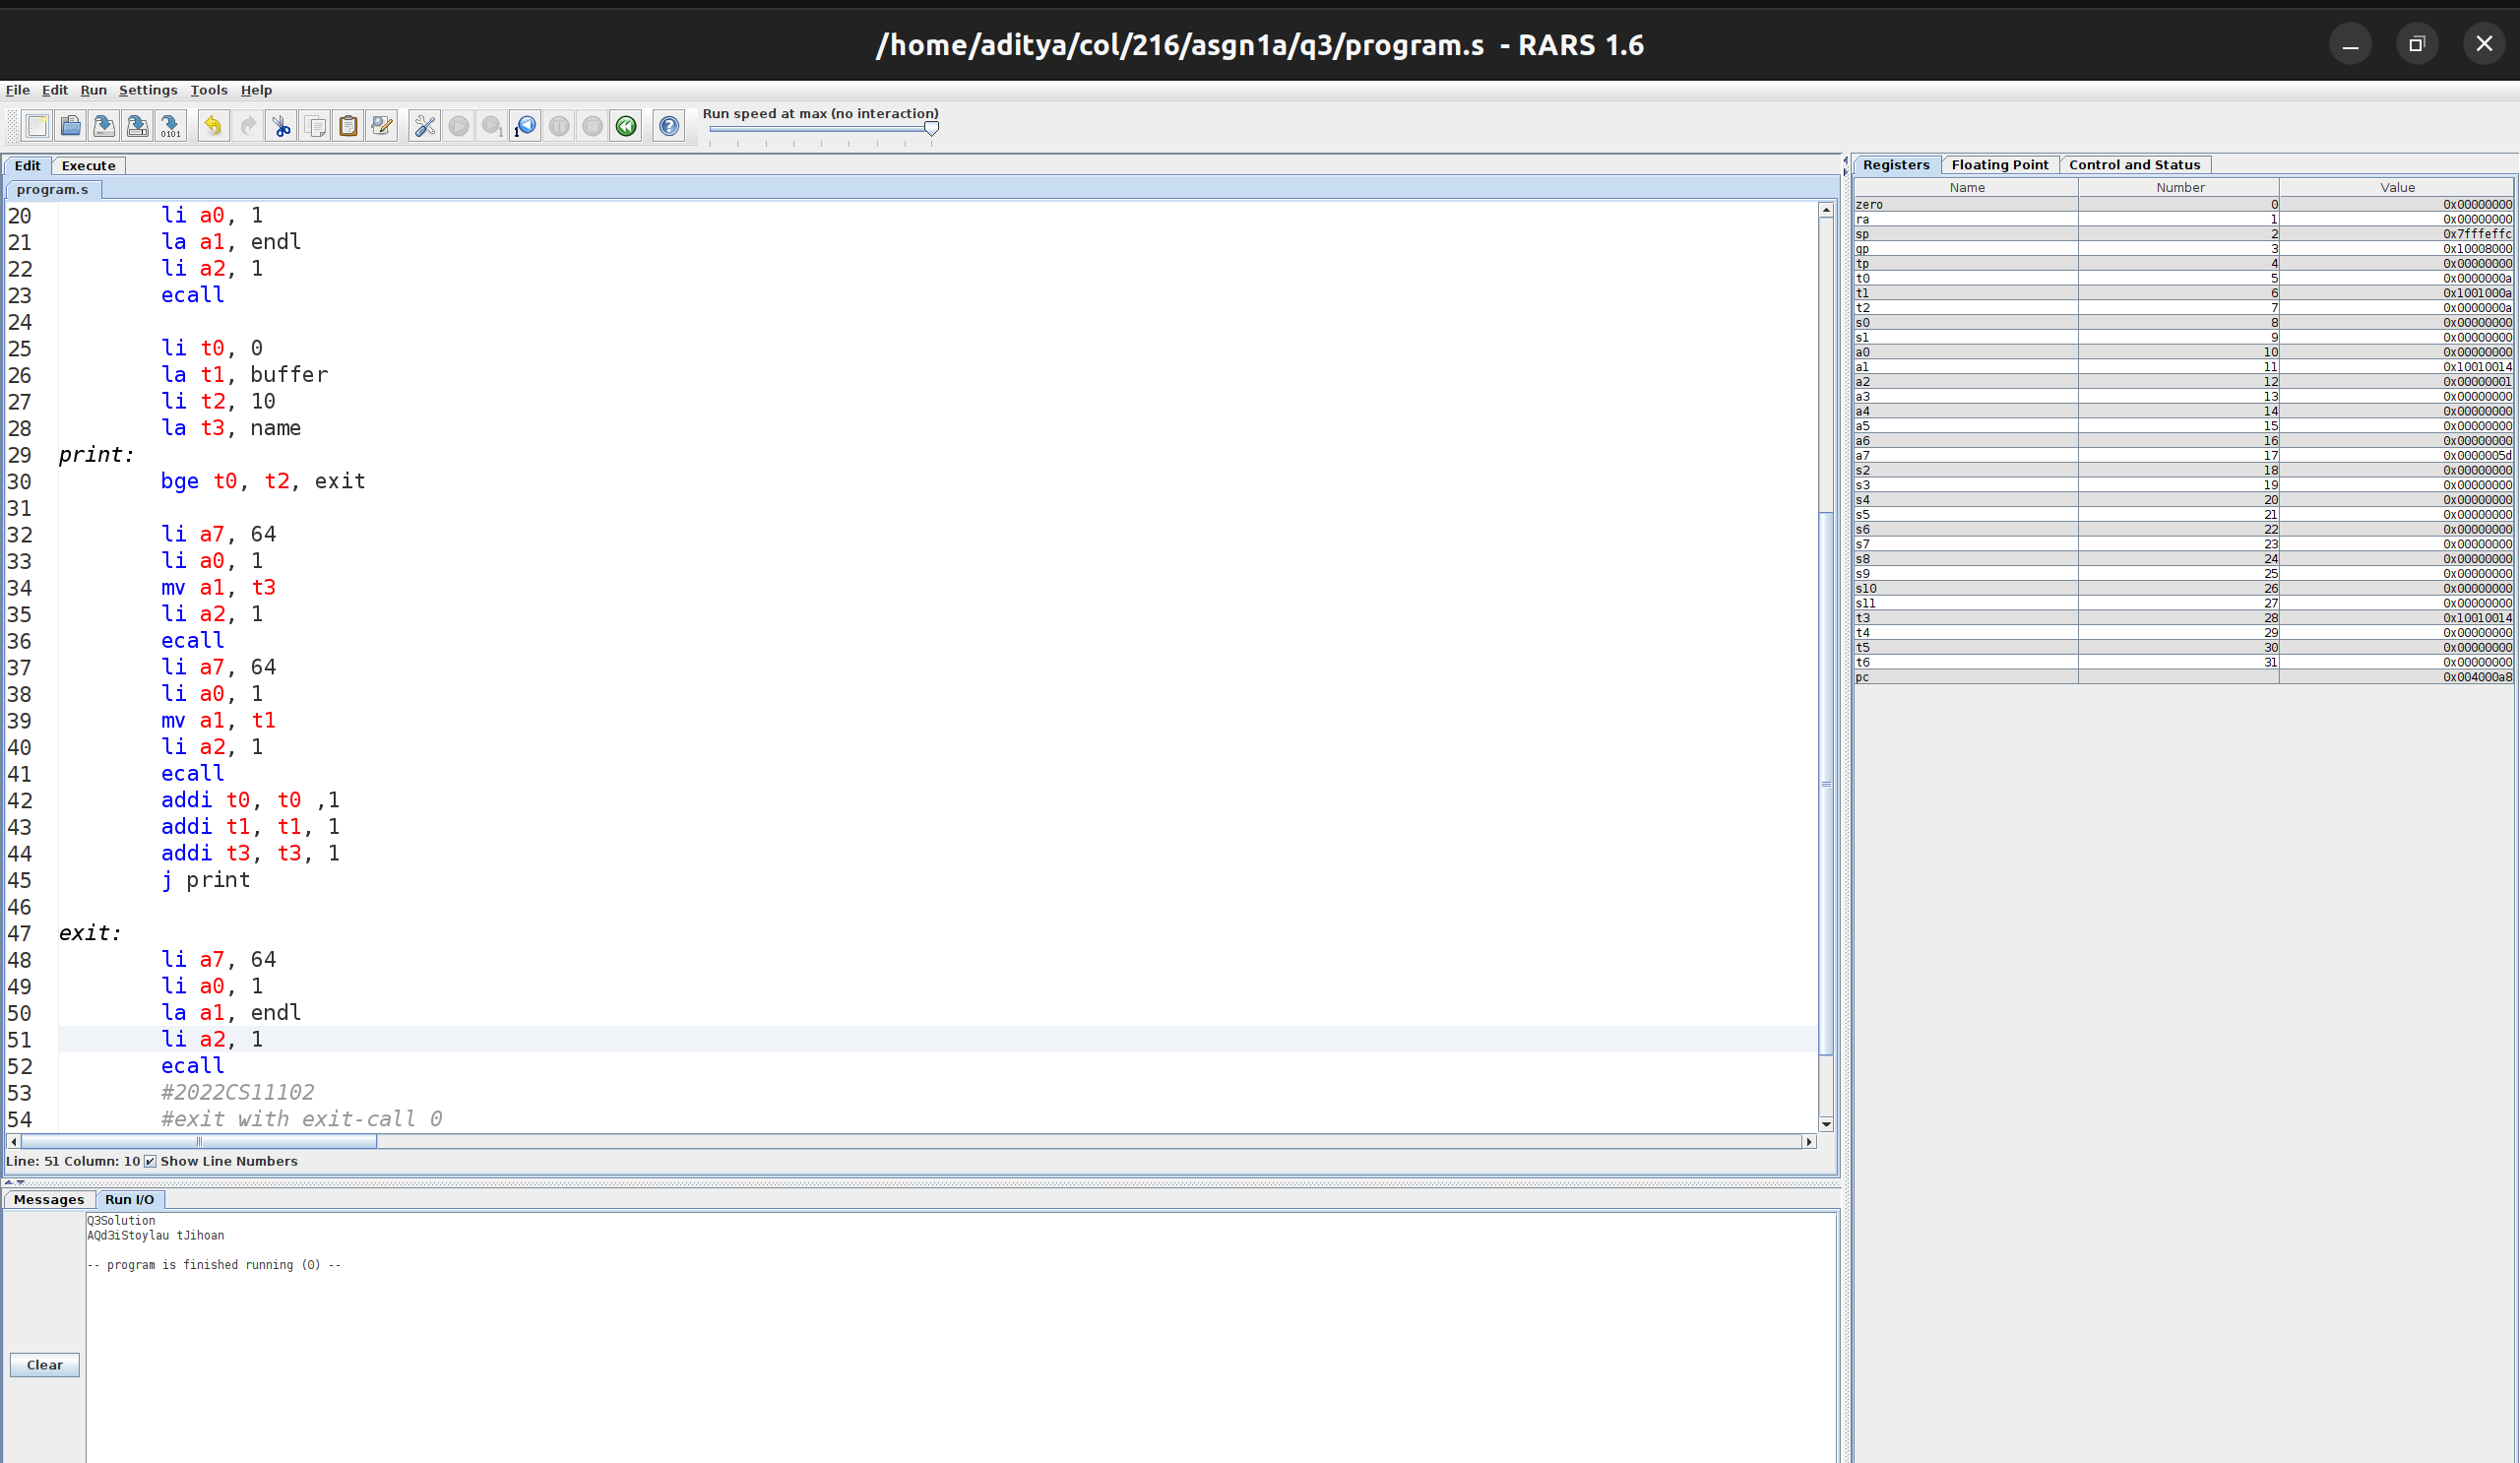 /home/aditya/col/216/asgn1a/q3/program.s - RARS 1.6
File Edit Run Settings Tools Help
Run speed at max (no interaction)
Edit Execute
program.s
20 li a0, 1
21 la a1, endl
22 li a2, 1
23 ecall
24
25 li t0, 0
26 la t1, buffer
27 li t2, 10
28 la t3, name
29 print:
30 bge t0, t2, exit
31
32 li a7, 64
33 li a0, 1
34 mv a1, t3
35 li a2, 1
36 ecall
37 li a7, 64
38 li a0, 1
39 mv a1, t1
40 li a2, 1
41 ecall
42 addi t0, t0 ,1
43 addi t1, t1, 1
44 addi t3, t3, 1
45 j print
46
47 exit:
48 li a7, 64
49 li a0, 1
50 la a1, endl
51 li a2, 1
52 ecall
53 #2022CS11102
54 #exit with exit-call 0
Line: 51 Column: 10 Show Line Numbers
Messages Run I/O
Q3Solution
AQd3iStoylau tJihoan
-- program is finished running (0) --
Clear
Registers Floating Point Control and Status
Name Number Value
zero 0 0x00000000
ra 1 0x00000000
sp 2 0x7fffeffc
gp 3 0x10008000
tp 4 0x00000000
t0 5 0x0000000a
t1 6 0x1001000a
t2 7 0x0000000a
s0 8 0x00000000
s1 9 0x00000000
a0 10 0x00000000
a1 11 0x10010014
a2 12 0x00000001
a3 13 0x00000000
a4 14 0x00000000
a5 15 0x00000000
a6 16 0x00000000
a7 17 0x0000005d
s2 18 0x00000000
s3 19 0x00000000
s4 20 0x00000000
s5 21 0x00000000
s6 22 0x00000000
s7 23 0x00000000
s8 24 0x00000000
s9 25 0x00000000
s10 26 0x00000000
s11 27 0x00000000
t3 28 0x10010014
t4 29 0x00000000
t5 30 0x00000000
t6 31 0x00000000
pc 0x004000a8